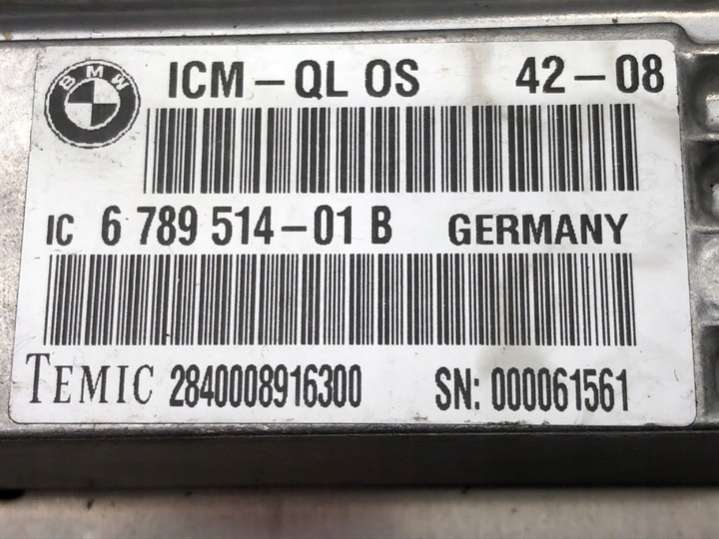 BMW
ICM-QL OS 42-08
IC 6 789 514-01 B GERMANY
TEMIC 2840008916300 SN: 000061561